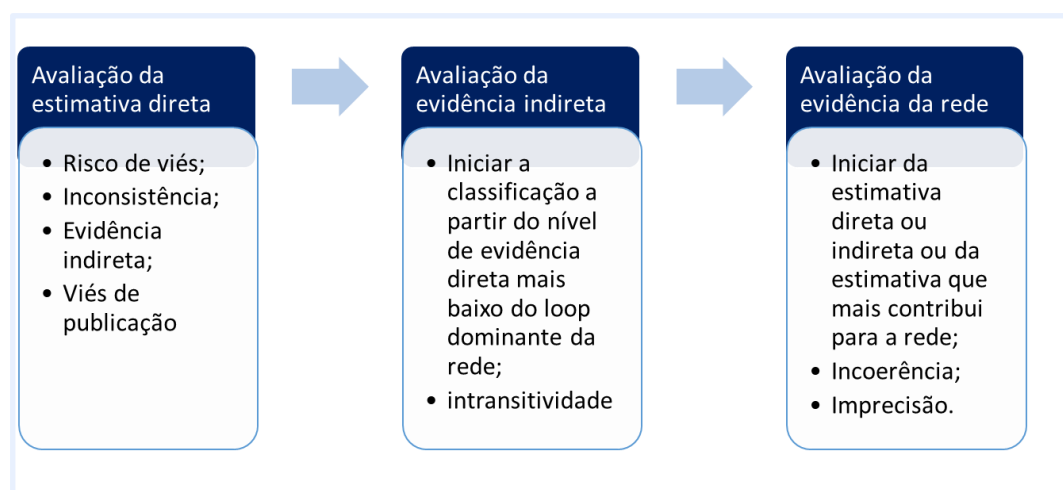 Avaliação da
estimativa direta
• Risco de viés;
• Inconsistência;
• Evidência
indireta;
• Viés de
publicação
Avaliação da
evidência indireta
• Iniciar a
classificação a
partir do nível
de evidência
direta mais
baixo do loop
dominante da
rede;
• intransitividade
Avaliação da
evidência da rede
• Iniciar da
estimativa
direta ou
indireta ou da
estimativa que
mais contribui
para a rede;
• Incoerência;
• Imprecisão.